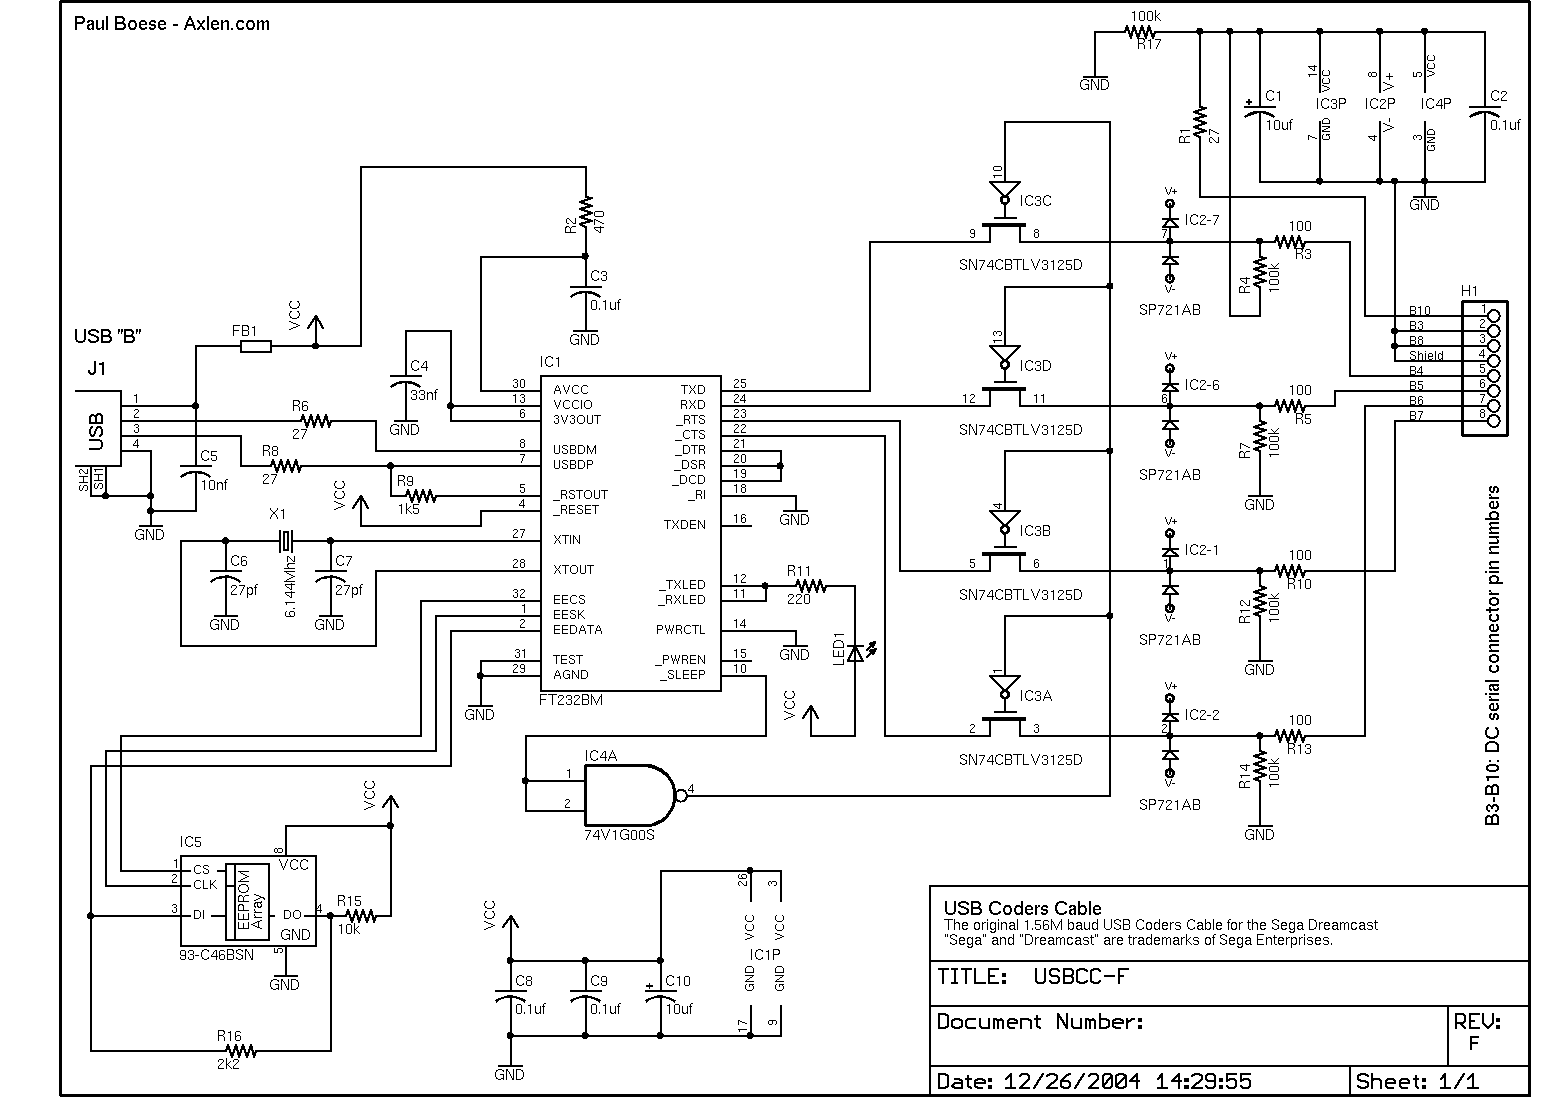 Paul Boese - Axlen.com
100k
R17
GND
R1
27
C1
10uf
14
VCC
IC3P
GND
7
8
V+
IC2P
V-
4
5
VCC
IC4P
GND
3
C2
0.1uf
GND
R2
470
C3
0.1uf
GND
10
IC3C
9
8
SN74CBTLV3125D
V+
IC2-7
7
V-
SP721AB
100
R3
R4
100k
USB "B"
J1
USB
1
2
3
4
SH2
SH1
FB1
VCC
C4
33nf
GND
R6
27
R8
27
C5
10nf
GND
R9
1k5
VCC
X1
6.144Mhz
C6
27pf
GND
C7
27pf
GND
IC1
30 AVCC
13 VCCIO
6 3V3OUT
8 USBDM
7 USBDP
5 _RSTOUT
4 _RESET
27 XTIN
28 XTOUT
32 EECS
1 EESK
2 EEDATA
31 TEST
29 AGND
TXD 25
RXD 24
_RTS 23
_CTS 22
_DTR 21
_DSR 20
_DCD 19
_RI 18
TXDEN 16
_TXLED 12
_RXLED 11
PWRCTL 14
_PWREN 15
_SLEEP 10
FT232BM
GND
GND
GND
R11
220
LED1
VCC
13
IC3D
12
11
SN74CBTLV3125D
V+
IC2-6
6
V-
SP721AB
100
R5
R7
100k
GND
4
IC3B
5
6
SN74CBTLV3125D
V+
IC2-1
1
V-
SP721AB
100
R10
R12
100k
GND
1
IC3A
2
3
SN74CBTLV3125D
V+
IC2-2
2
V-
SP721AB
100
R13
R14
100k
GND
H1
B10 1
B3 2
B8 3
Shield 4
B4 5
B5 6
B6 7
B7 8
B3-B10: DC serial connector pin numbers
IC4A
1
2
4
74V1G00S
VCC
IC5
8
VCC
1 CS
2 CLK
3 DI
EEPROM
Array
DO 4
GND
5
93-C46BSN
GND
R15
10k
R16
2k2
VCC
C8
0.1uf
C9
0.1uf
C10
10uf
26
3
VCC
VCC
IC1P
GND
GND
17
9
GND
USB Coders Cable
The original 1.56M baud USB Coders Cable for the Sega Dreamcast
"Sega" and "Dreamcast" are trademarks of Sega Enterprises.
TITLE: USBCC-F
Document Number:
REV:
F
Date: 12/26/2004 14:29:55
Sheet: 1/1